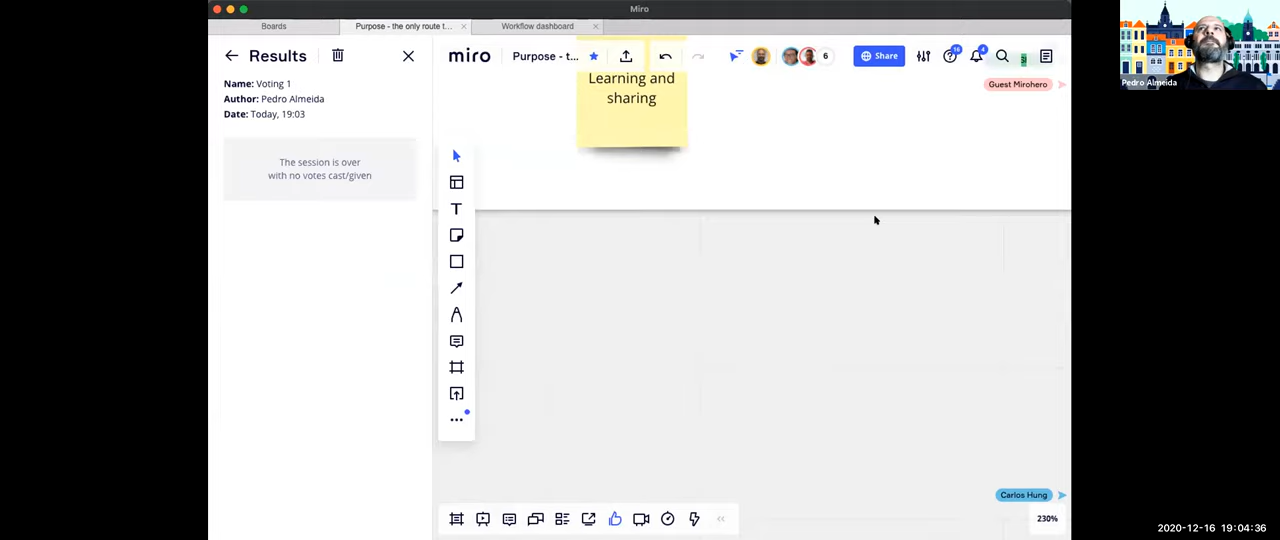 Miro
Boards
Purpose - the only route t...
Workflow dashboard
Results
miro
Purpose - t...
6
Share
16
4
Name: Voting 1
Author: Pedro Almeida
Date: Today, 19:03
The session is over
with no votes cast/given
Learning and
sharing
Guest Mirohero
Pedro Almeida
Carlos Hung
230%
2020-12-16 19:04:36